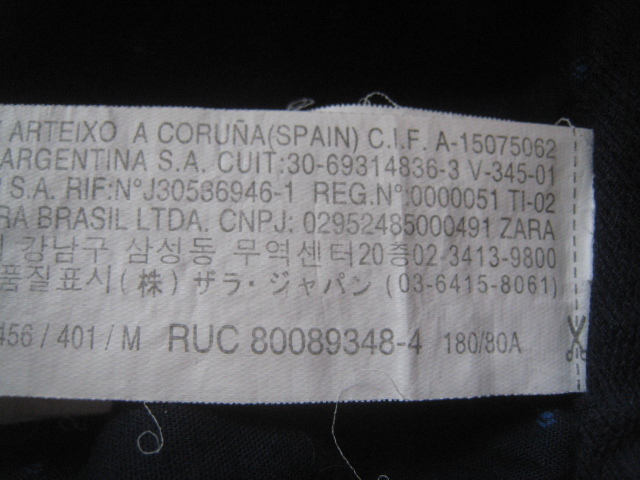 ARTEIXO A CORUÑA(SPAIN) C.I.F. A-15075062
ARGENTINA S.A. CUIT:30-69314836-3 V-345-01
S.A. RIF:NºJ30536946-1 REG.Nº:0000051 TI-02
RA BRASIL LTDA. CNPJ: 02952485000491 ZARA
강남구 삼성동 무역센터20층02-3413-9800
품질표시(株) ザラ・ジャパン (03-6415-8061)
456 / 401 / M RUC 80089348-4 180/80A